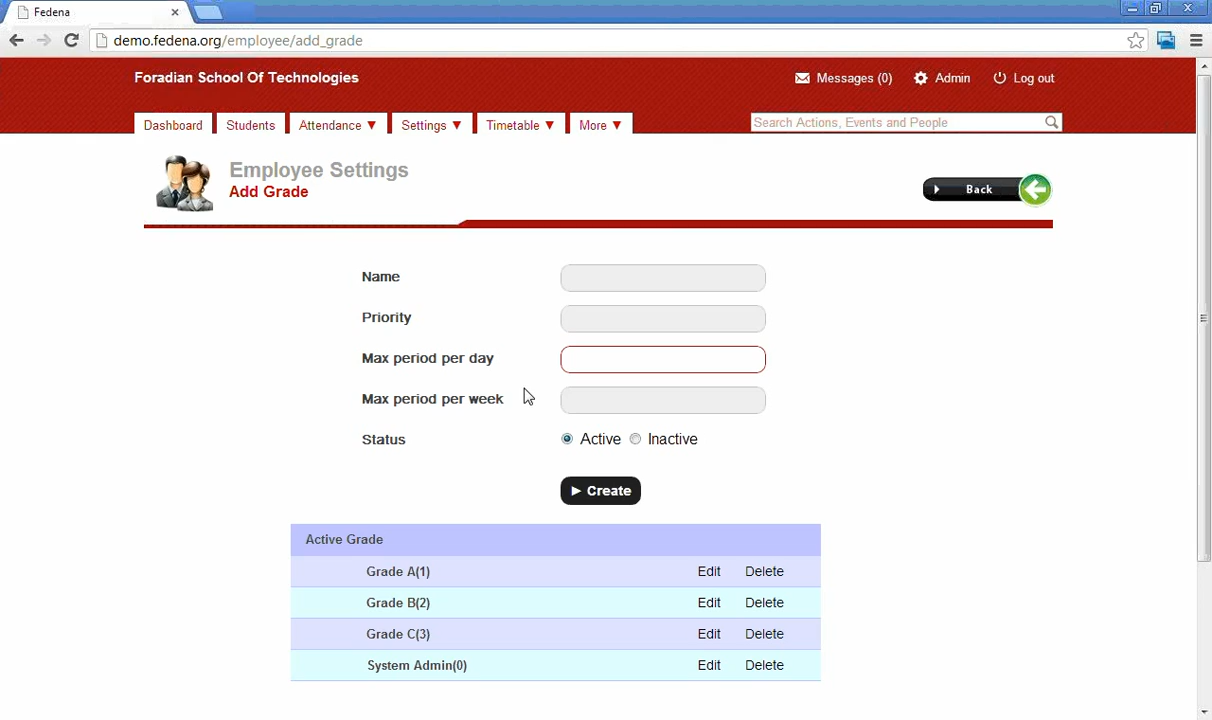 Fedena
demo.fedena.org/employee/add_grade
Foradian School Of Technologies
Messages (0) Admin Log out
Dashboard Students Attendance ▼ Settings ▼ Timetable ▼ More ▼ Search Actions, Events and People
Employee Settings
Add Grade
Back
Name
Priority
Max period per day
Max period per week
Status Active Inactive
Create
Active Grade
Grade A(1) Edit Delete
Grade B(2) Edit Delete
Grade C(3) Edit Delete
System Admin(0) Edit Delete